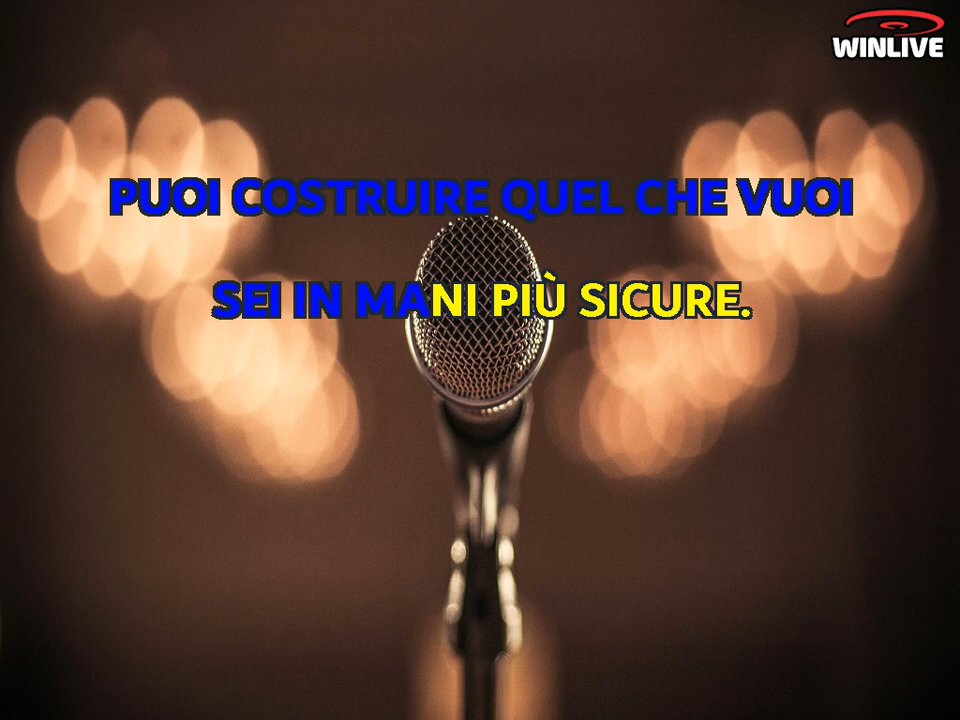 WINLIVE
PUOI COSTRUIRE QUEL CHE VUOI
SEI IN MANI PIÙ SICURE.